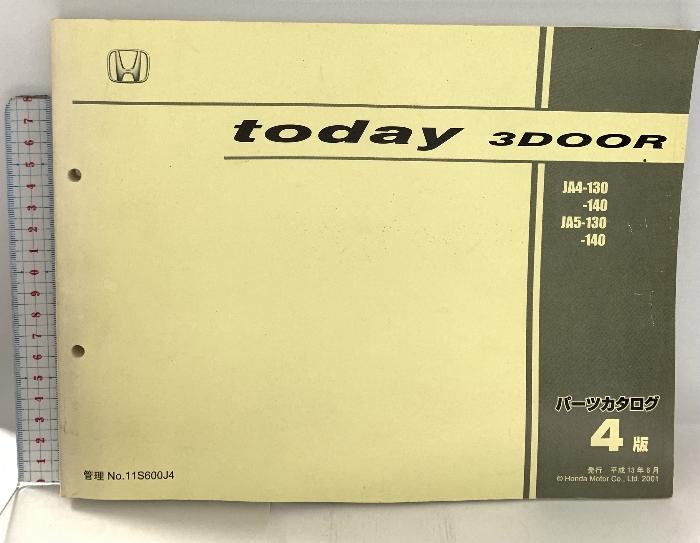 today 3DOOR
JA4-130
-140
JA5-130
-140
パーツカタログ
4版
発行 平成13年6月
© Honda Motor Co., Ltd. 2001
管理 No.11S600J4